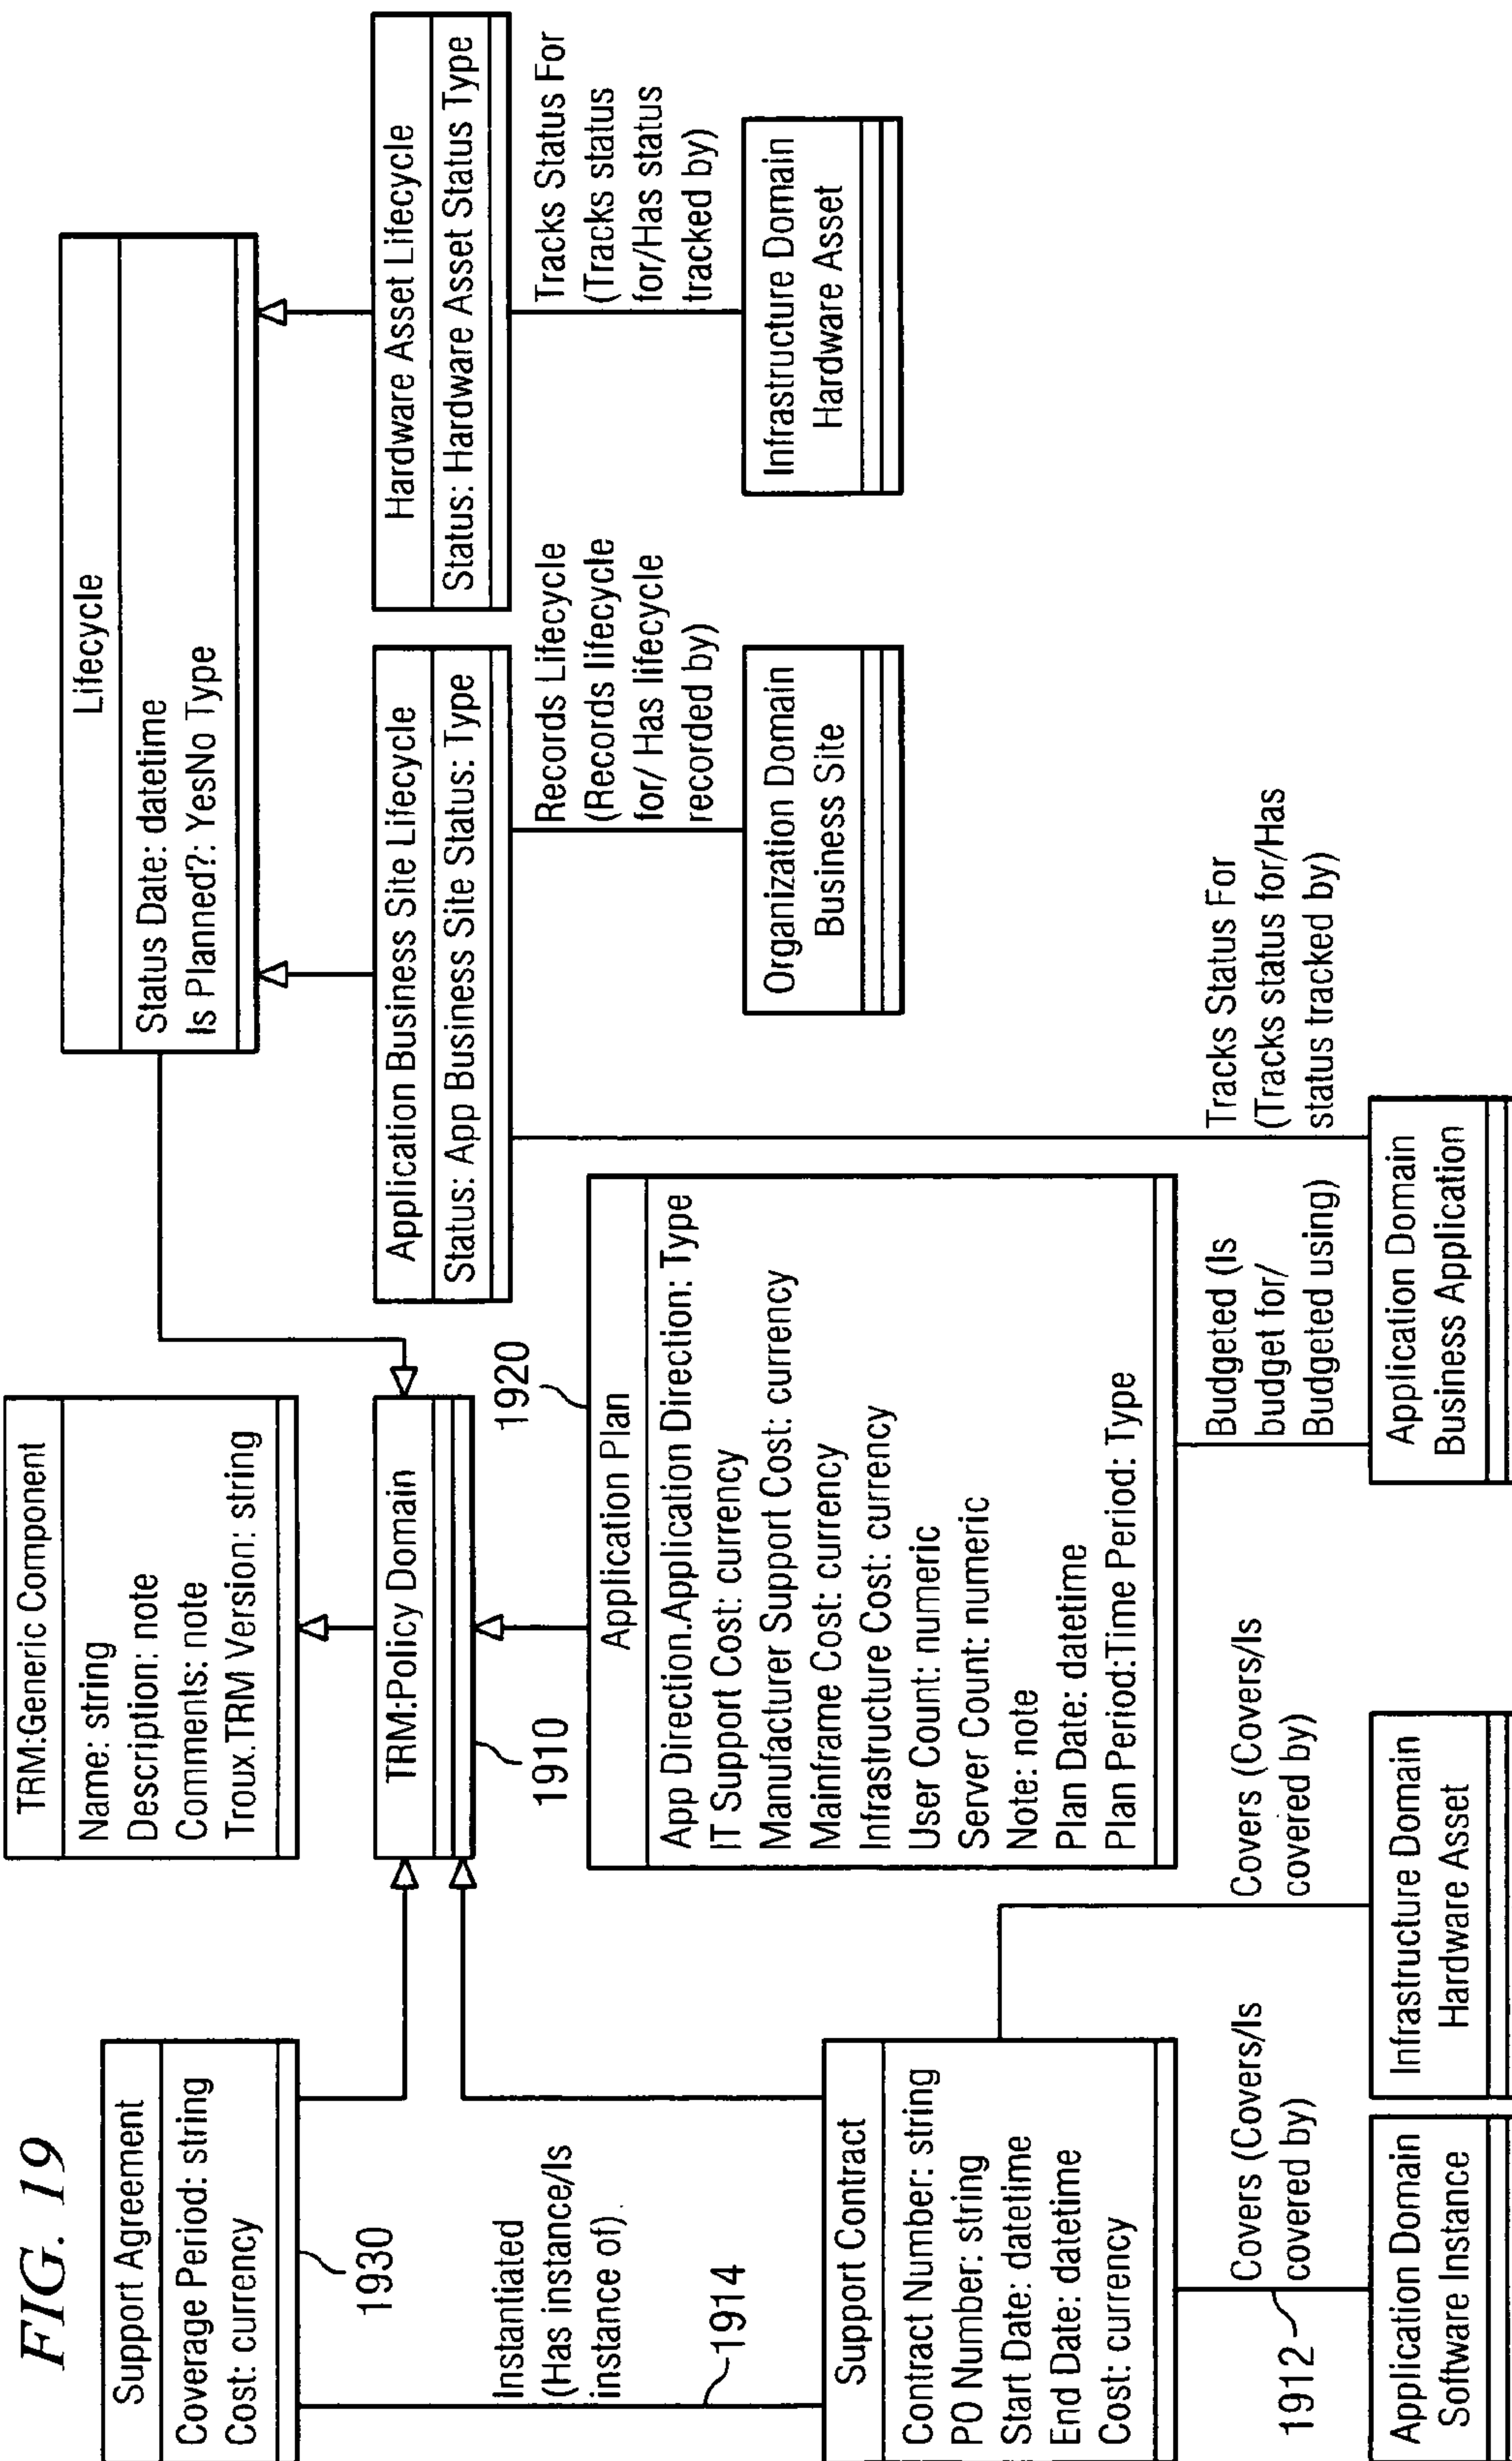 FIG. 19
TRM:Generic Component
Name: string
Description: note
Comments: note
Troux.TRM Version: string
Lifecycle
Status Date: datetime
Is Planned?: YesNo Type
Support Agreement
Coverage Period: string
Cost: currency
1930
TRM:Policy Domain
1910
Application Business Site Lifecycle
Status: App Business Site Status: Type
Hardware Asset Lifecycle
Status: Hardware Asset Status Type
Instantiated
(Has instance/Is
instance of)
1914
1920
Application Plan
App Direction.Application Direction: Type
IT Support Cost: currency
Manufacturer Support Cost: currency
Mainframe Cost: currency
Infrastructure Cost: currency
User Count: numeric
Server Count: numeric
Note: note
Plan Date: datetime
Plan Period:Time Period: Type
Records Lifecycle
(Records lifecycle
for/ Has lifecycle
recorded by)
Tracks Status For
(Tracks status
for/Has status
tracked by)
Organization Domain
Business Site
Infrastructure Domain
Hardware Asset
Support Contract
Contract Number: string
PO Number: string
Start Date: datetime
End Date: datetime
Cost: currency
1912
Covers (Covers/Is
covered by)
Covers (Covers/Is
covered by)
Budgeted (Is
budget for/
Budgeted using)
Tracks Status For
(Tracks status for/Has
status tracked by)
Application Domain
Software Instance
Infrastructure Domain
Hardware Asset
Application Domain
Business Application